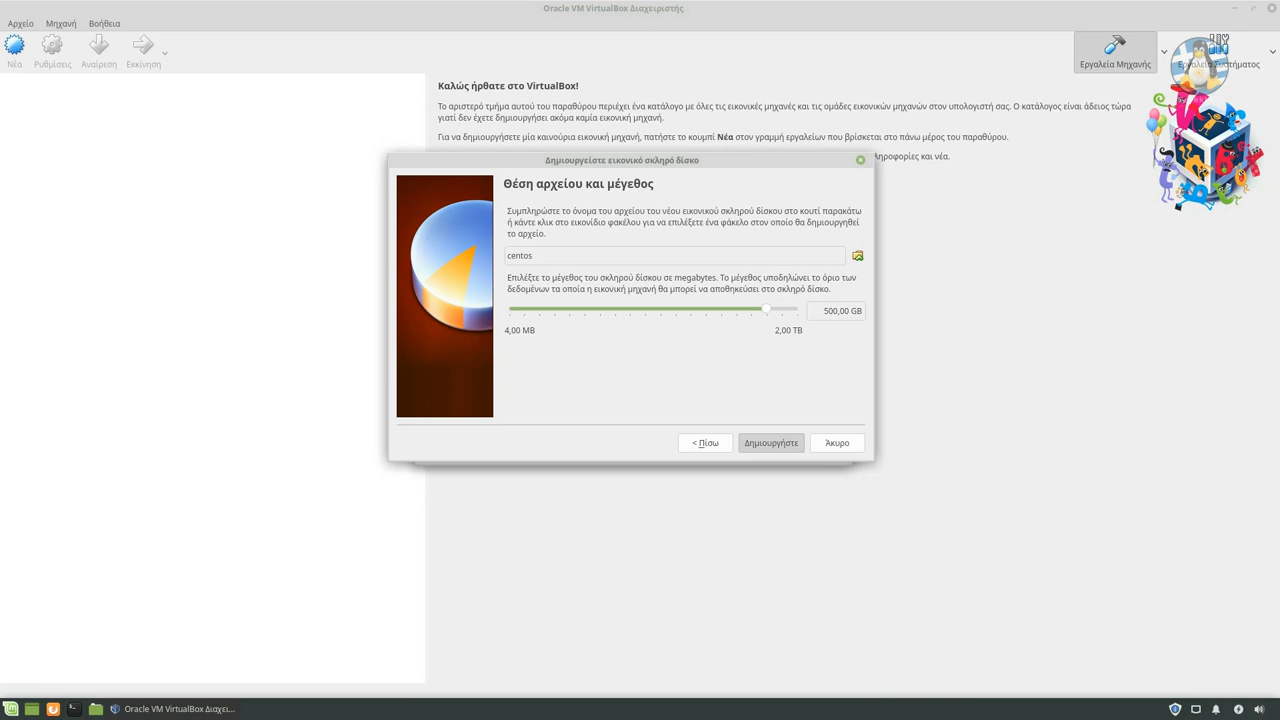 Oracle VM VirtualBox Διαχειριστής
Αρχείο Μηχανή Βοήθεια
Νέα Ρυθμίσεις Αναίρεση Εκκίνηση
Εργαλεία Μηχανής
Καλώς ήρθατε στο VirtualBox!
Το αριστερό τμήμα αυτού του παραθύρου περιέχει ένα κατάλογο με όλες τις εικονικές μηχανές και τις ομάδες εικονικών μηχανών στον υπολογιστή σας. Ο κατάλογος είναι άδειος τώρα
γιατί δεν έχετε δημιουργήσει ακόμα καμία εικονική μηχανή.
Για να δημιουργήσετε μία καινούρια εικονική μηχανή, πατήστε το κουμπί Νέα στον γραμμή εργαλείων που βρίσκεται στο πάνω μέρος του παραθύρου.
και νέα.
Δημιουργείστε εικονικό σκληρό δίσκο
Θέση αρχείου και μέγεθος
Συμπληρώστε το όνομα του αρχείου του νέου εικονικού σκληρού δίσκου στο κουτί παρακάτω
ή κάντε κλικ στο εικονίδιο φακέλου για να επιλέξετε ένα φάκελο στον οποίο θα δημιουργηθεί
το αρχείο.
centos
Επιλέξτε το μέγεθος του σκληρού δίσκου σε megabytes. Το μέγεθος υποδηλώνει το όριο των
δεδομένων τα οποία η εικονική μηχανή θα μπορεί να αποθηκεύσει στο σκληρό δίσκο.
500,00 GB
4,00 MB 2,00 TB
< Πίσω Δημιουργήστε Άκυρο
Oracle VM VirtualBox Διαχει...